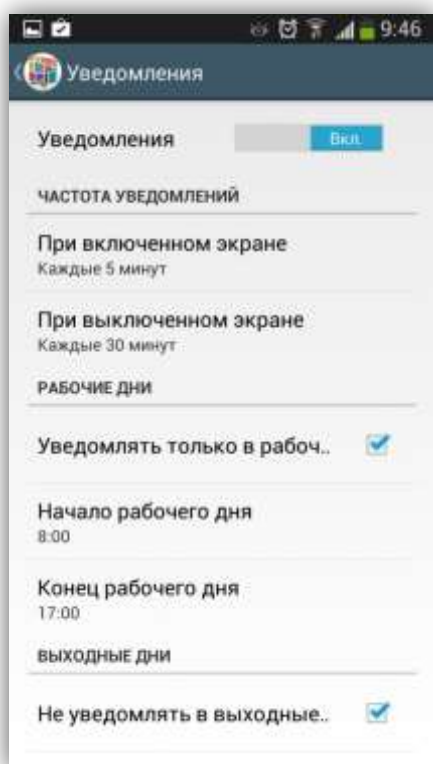 9:46
Уведомления
Уведомления Вкл.
ЧАСТОТА УВЕДОМЛЕНИЙ
При включенном экране
Каждые 5 минут
При выключенном экране
Каждые 30 минут
РАБОЧИЕ ДНИ
Уведомлять только в рабоч..
Начало рабочего дня
8:00
Конец рабочего дня
17:00
ВЫХОДНЫЕ ДНИ
Не уведомлять в выходные..